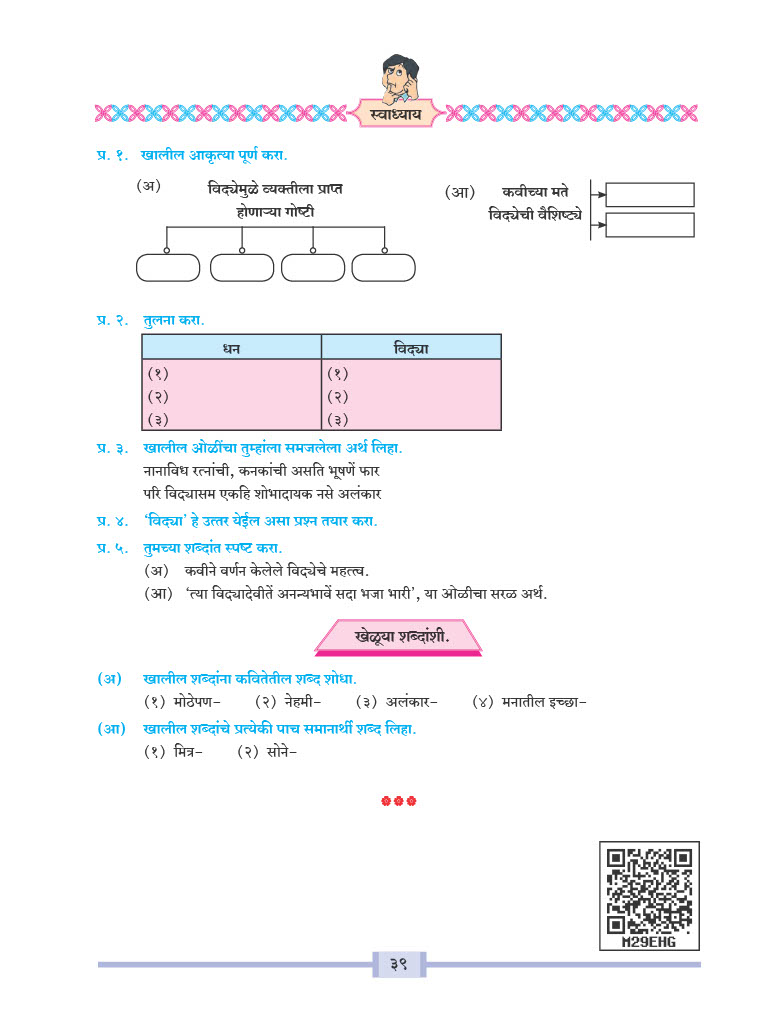 स्वाध्याय
प्र. १. खालील आकृत्या पूर्ण करा.
(अ) विद्येमुळे व्यक्तीला प्राप्त
होणाऱ्या गोष्टी
(आ) कवीच्या मते
विद्येची वैशिष्ट्ये
प्र. २. तुलना करा.
धन विद्या
(१) (१)
(२) (२)
(३) (३)
प्र. ३. खालील ओळींचा तुम्हांला समजलेला अर्थ लिहा.
नानाविध रत्नांची, कनकांची असति भूषणें फार
परि विद्यासम एकहि शोभादायक नसे अलंकार
प्र. ४. ‘विद्या’ हे उत्तर येईल असा प्रश्न तयार करा.
प्र. ५. तुमच्या शब्दांत स्पष्ट करा.
(अ) कवीने वर्णन केलेले विद्येचे महत्त्व.
(आ) ‘त्या विद्यादेवीतें अनन्यभावें सदा भजा भारी’, या ओळीचा सरळ अर्थ.
खेळूया शब्दांशी.
(अ) खालील शब्दांना कवितेतील शब्द शोधा.
(१) मोठेपण– (२) नेहमी– (३) अलंकार– (४) मनातील इच्छा–
(आ) खालील शब्दांचे प्रत्येकी पाच समानार्थी शब्द लिहा.
(१) मित्र– (२) सोने–
M29EHG
३९